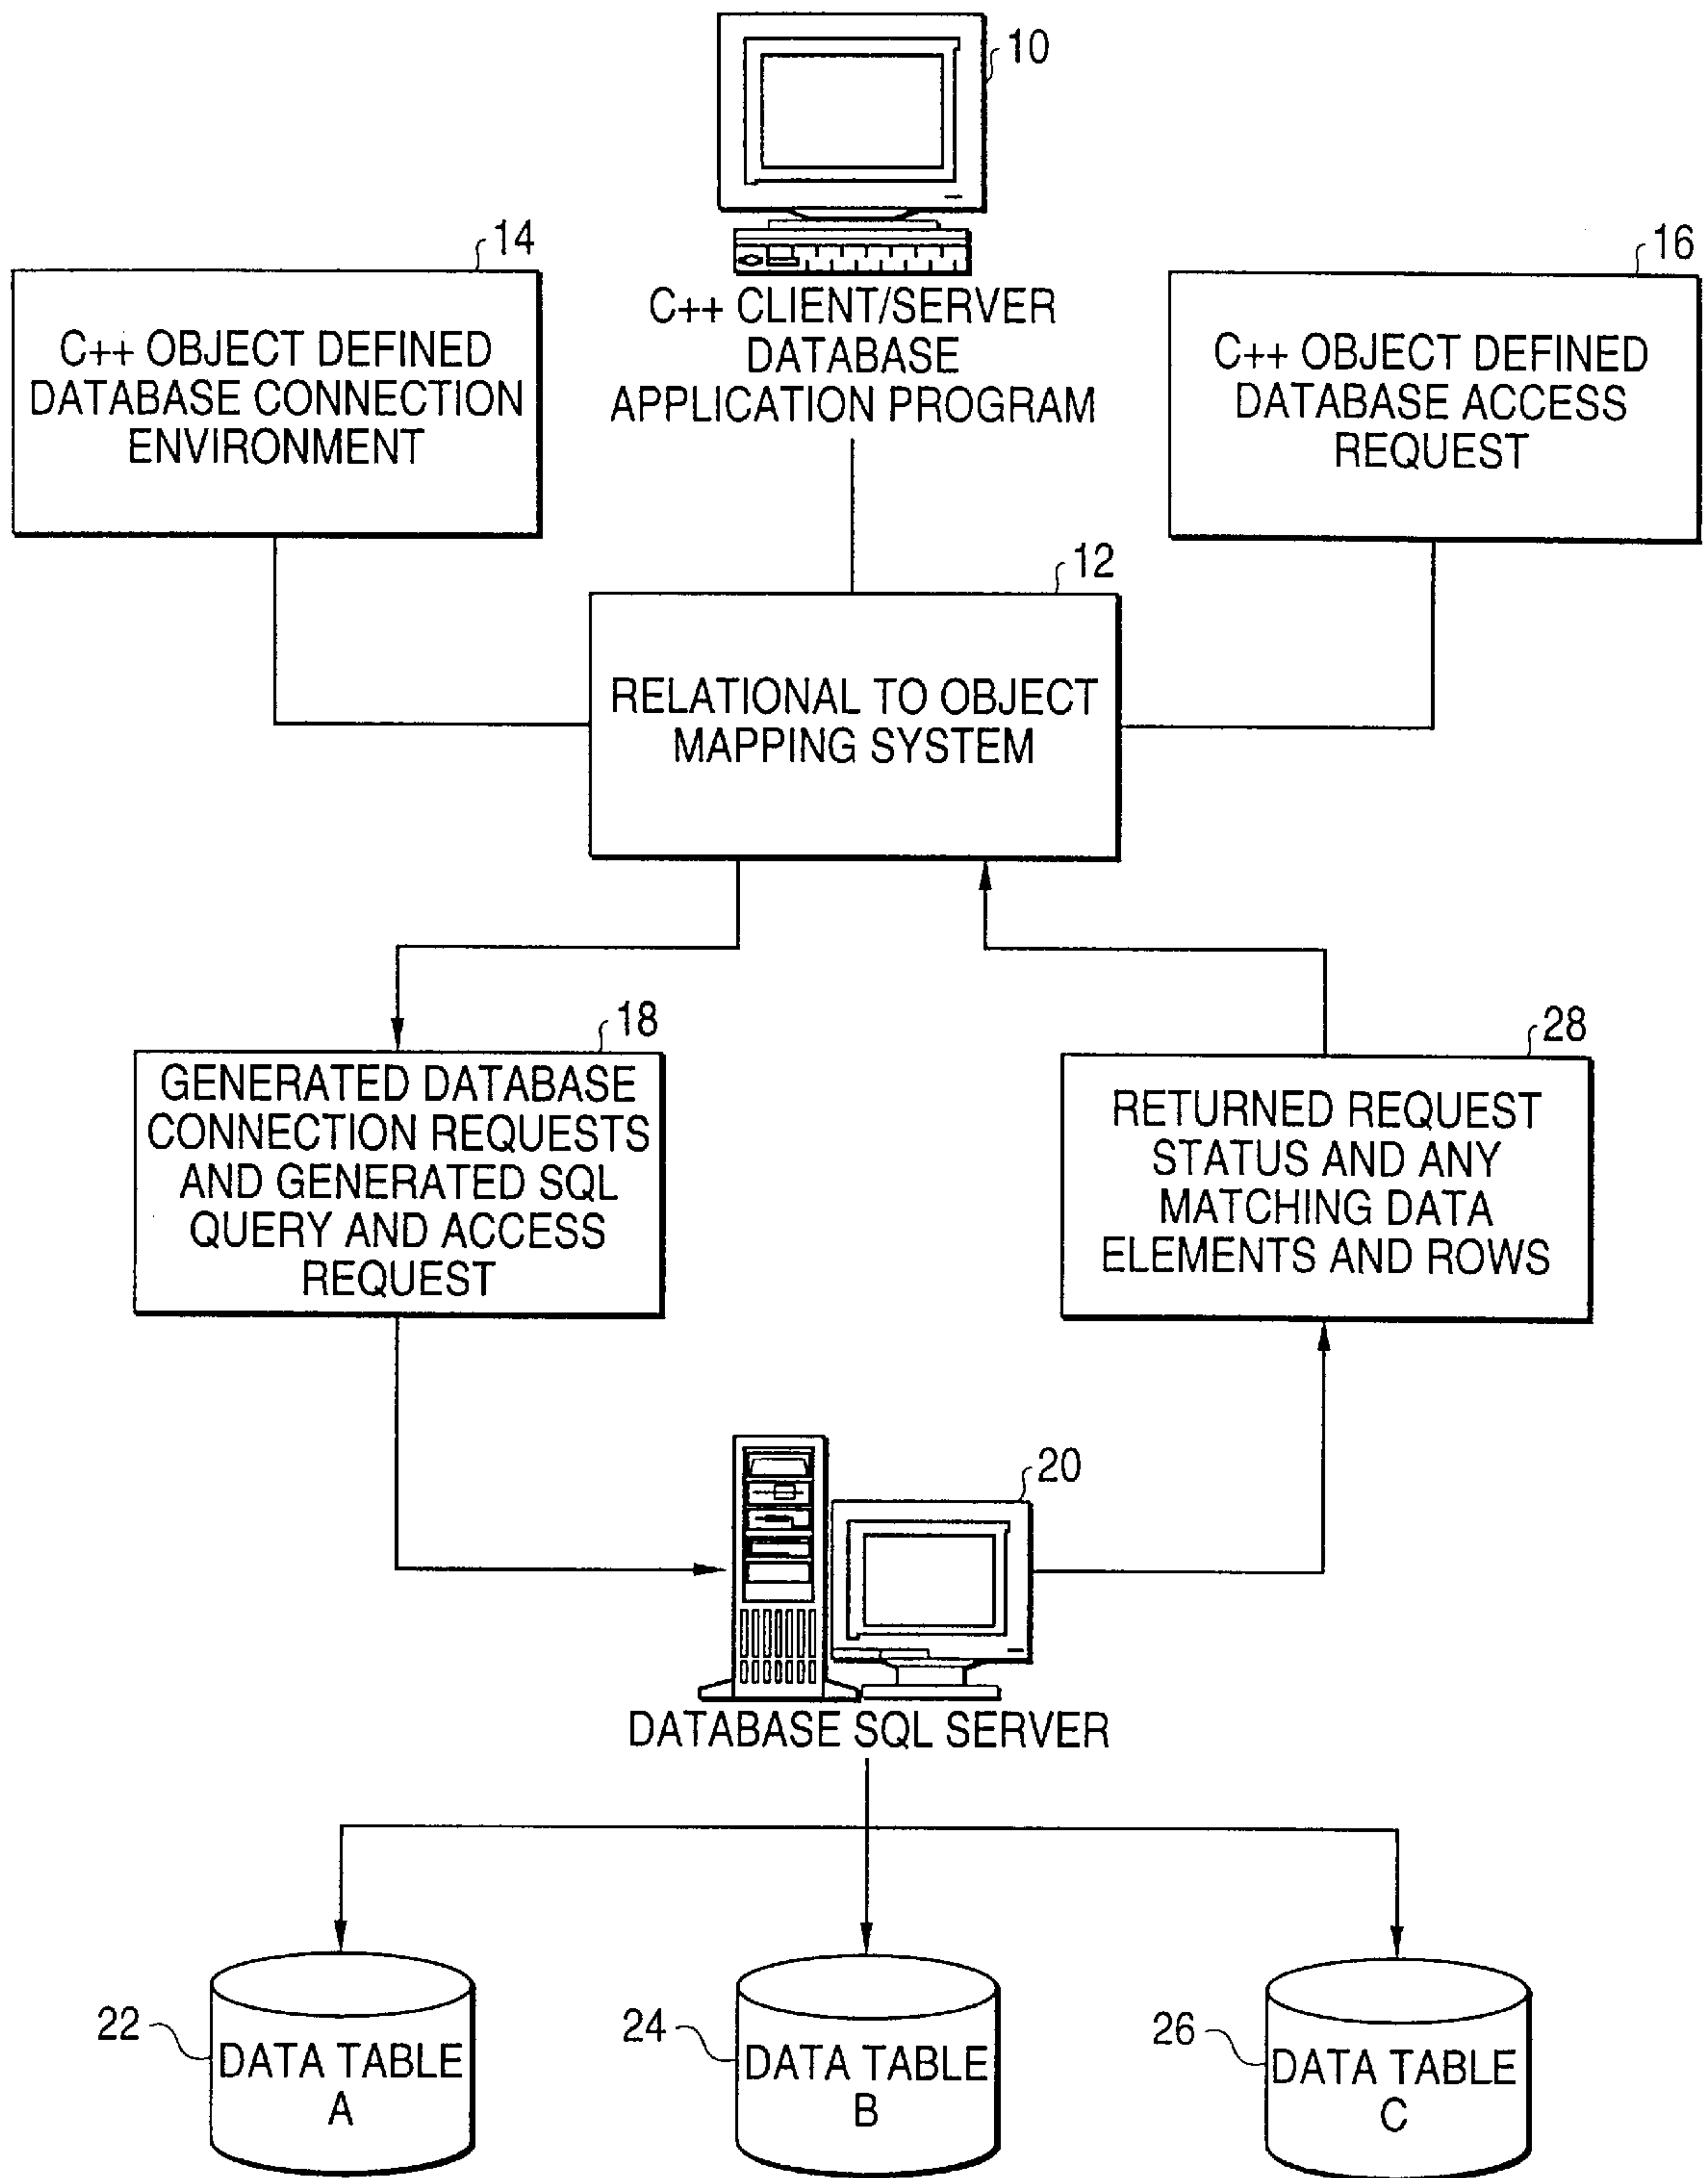 10
14
16
C++ OBJECT DEFINED
DATABASE CONNECTION
ENVIRONMENT
C++ CLIENT/SERVER
DATABASE
APPLICATION PROGRAM
C++ OBJECT DEFINED
DATABASE ACCESS
REQUEST
12
RELATIONAL TO OBJECT
MAPPING SYSTEM
18
GENERATED DATABASE
CONNECTION REQUESTS
AND GENERATED SQL
QUERY AND ACCESS
REQUEST
28
RETURNED REQUEST
STATUS AND ANY
MATCHING DATA
ELEMENTS AND ROWS
20
DATABASE SQL SERVER
22
DATA TABLE
A
24
DATA TABLE
B
26
DATA TABLE
C